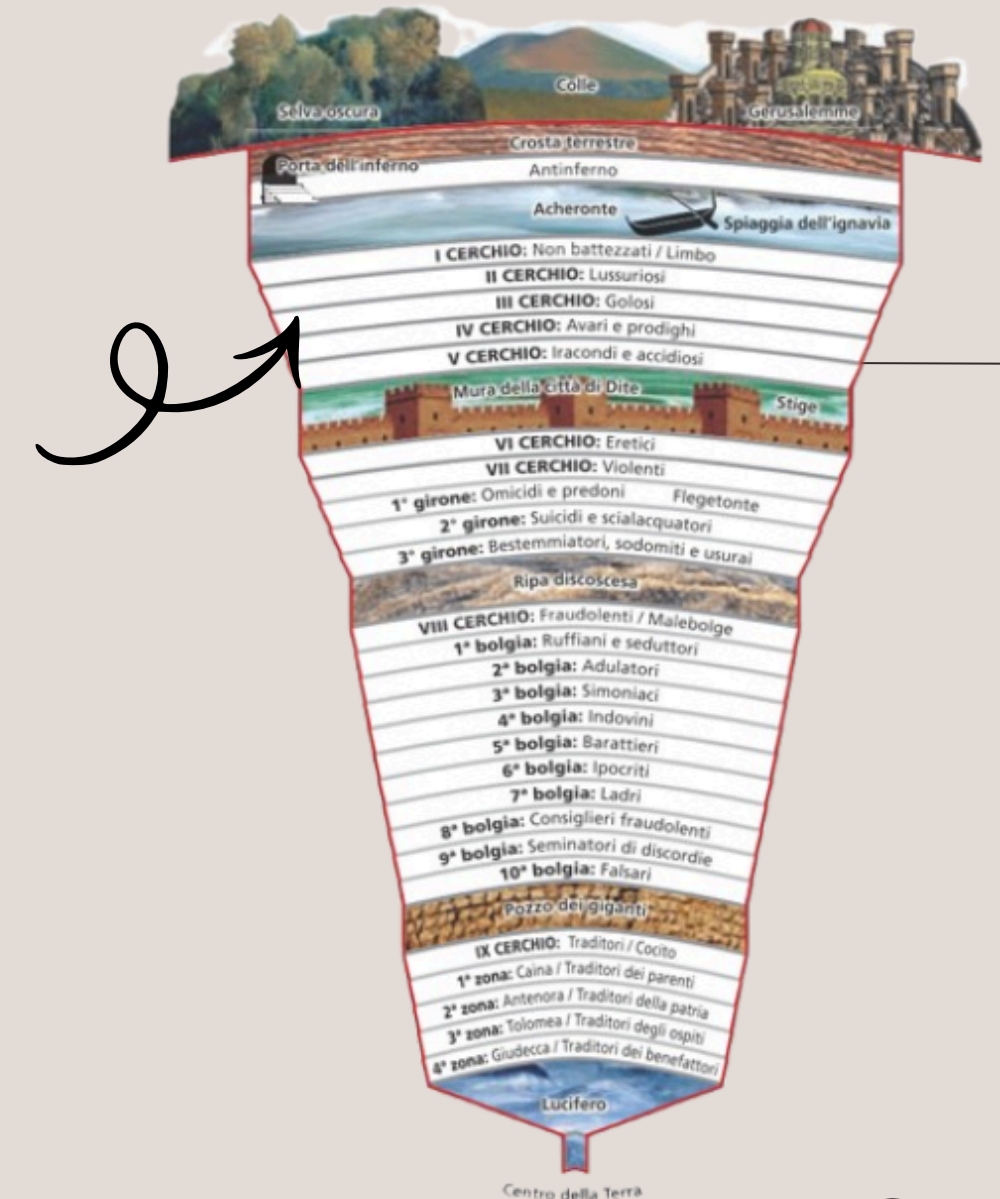 Colle
Selva oscura
Gerusalemme
Crosta terrestre
Porta dell'inferno
Antinferno
Acheronte
Spiaggia dell'ignavia
I CERCHIO: Non battezzati / Limbo
II CERCHIO: Lussuriosi
III CERCHIO: Golosi
IV CERCHIO: Avari e prodighi
V CERCHIO: Iracondi e accidiosi
Mura della città di Dite
Stige
VI CERCHIO: Eretici
VII CERCHIO: Violenti
1° girone: Omicidi e predoni Flegetonte
2° girone: Suicidi e scialacquatori
3° girone: Bestemmiatori, sodomiti e usurai
Ripa discoscesa
VIII CERCHIO: Fraudolenti / Malebolge
1ª bolgia: Ruffiani e seduttori
2ª bolgia: Adulatori
3ª bolgia: Simoniaci
4ª bolgia: Indovini
5ª bolgia: Barattieri
6ª bolgia: Ipocriti
7ª bolgia: Ladri
8ª bolgia: Consiglieri fraudolenti
9ª bolgia: Seminatori di discordie
10ª bolgia: Falsari
Pozzo dei giganti
IX CERCHIO: Traditori / Cocito
1ª zona: Caina / Traditori dei parenti
2ª zona: Antenora / Traditori della patria
3ª zona: Tolomea / Traditori degli ospiti
4ª zona: Giudecca / Traditori dei benefattori
Lucifero
Centro della Terra